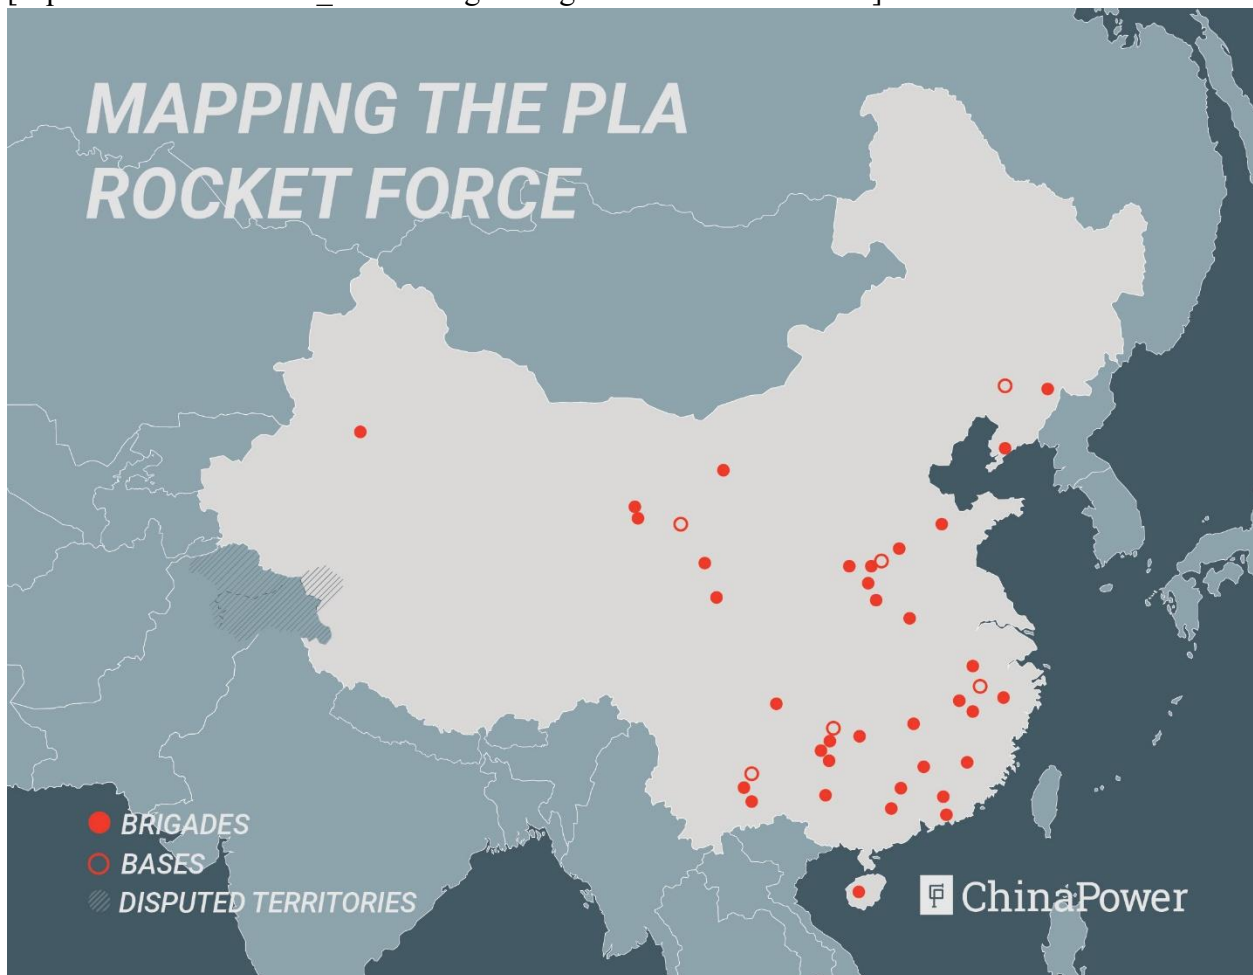 MAPPING THE PLA
ROCKET FORCE
BRIGADES
BASES
DISPUTED TERRITORIES
ChinaPower